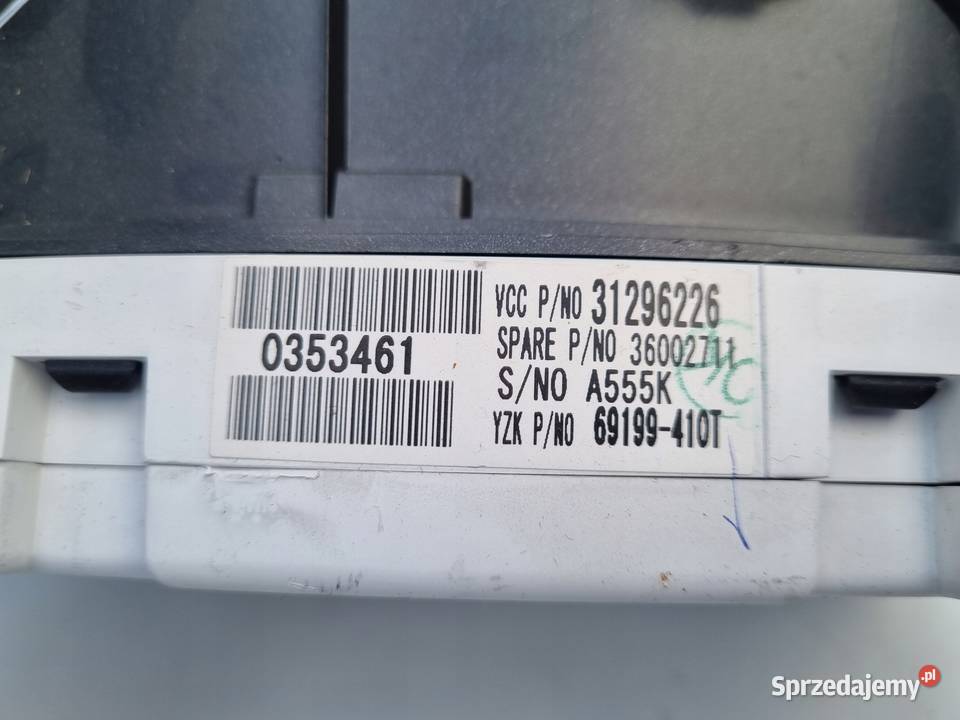 0353461
VCC P/NO 31296226
SPARE P/NO 36002711
S/NO A555K
YZK P/NO 69199-410T
Sprzedajemy.pl